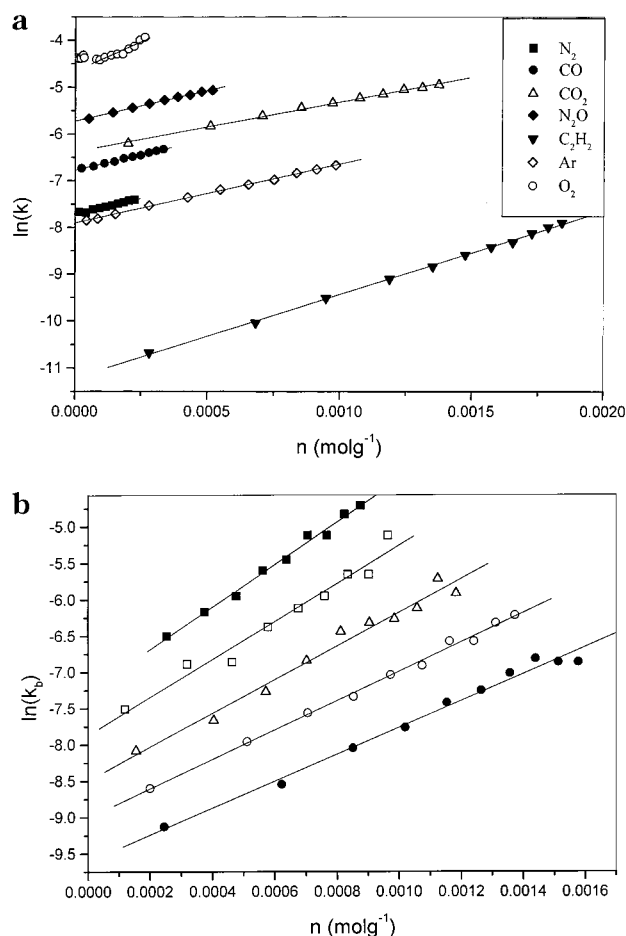 a
-4
-5
-6
-7
-8
-9
-10
-11
ln(k)
N2
CO
CO2
N2O
C2H2
Ar
O2
0.0000
0.0005
0.0010
0.0015
0.0020
n (molg-1)
b
-5.0
-5.5
-6.0
-6.5
-7.0
-7.5
-8.0
-8.5
-9.0
-9.5
ln(kb)
0.0000
0.0002
0.0004
0.0006
0.0008
0.0010
0.0012
0.0014
0.0016
n (molg-1)